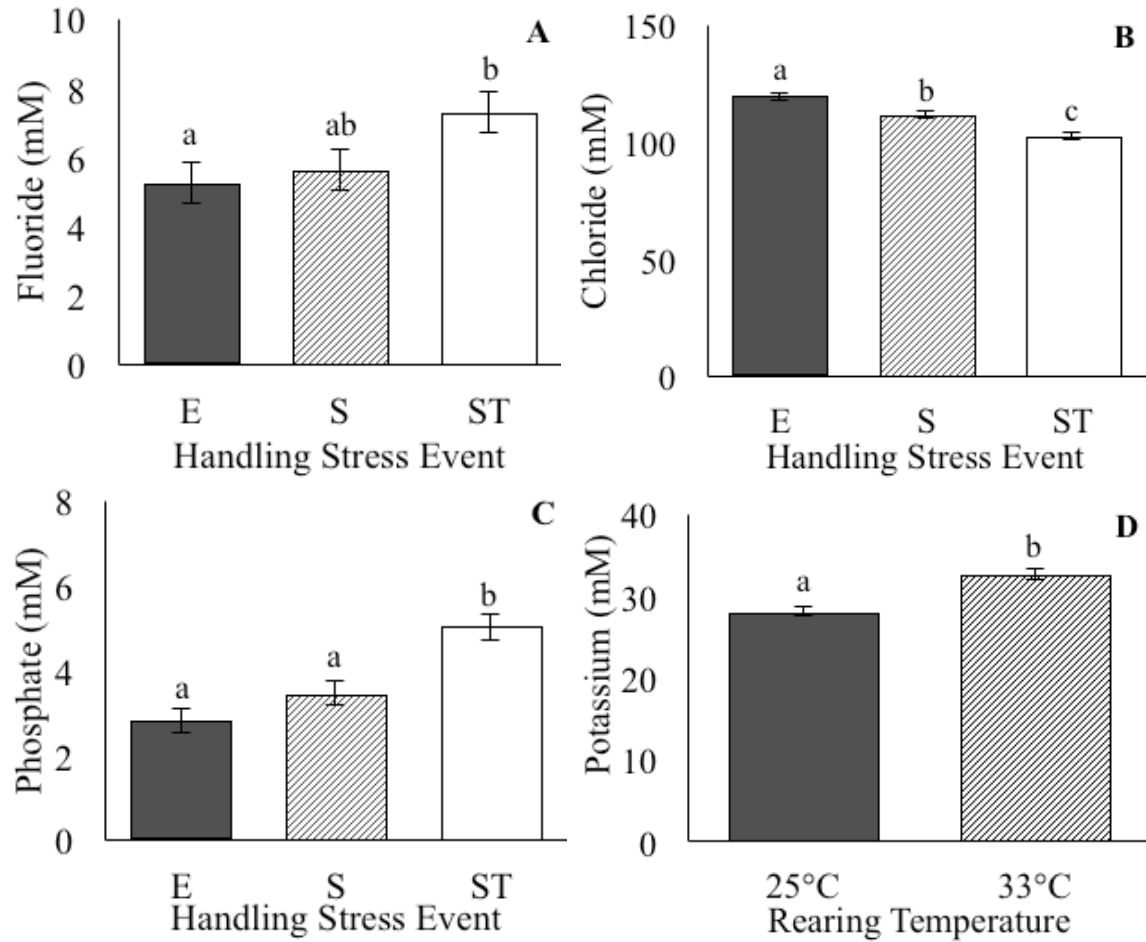 A
Fluoride (mM)
10
8
6
4
2
0
a
ab
b
E S ST
Handling Stress Event
B
Chloride (mM)
150
100
50
0
a
b
c
E S ST
Handling Stress Event
C
Phosphate (mM)
8
6
4
2
0
a
a
b
E S ST
Handling Stress Event
D
Potassium (mM)
40
30
20
10
0
a
b
25°C 33°C
Rearing Temperature